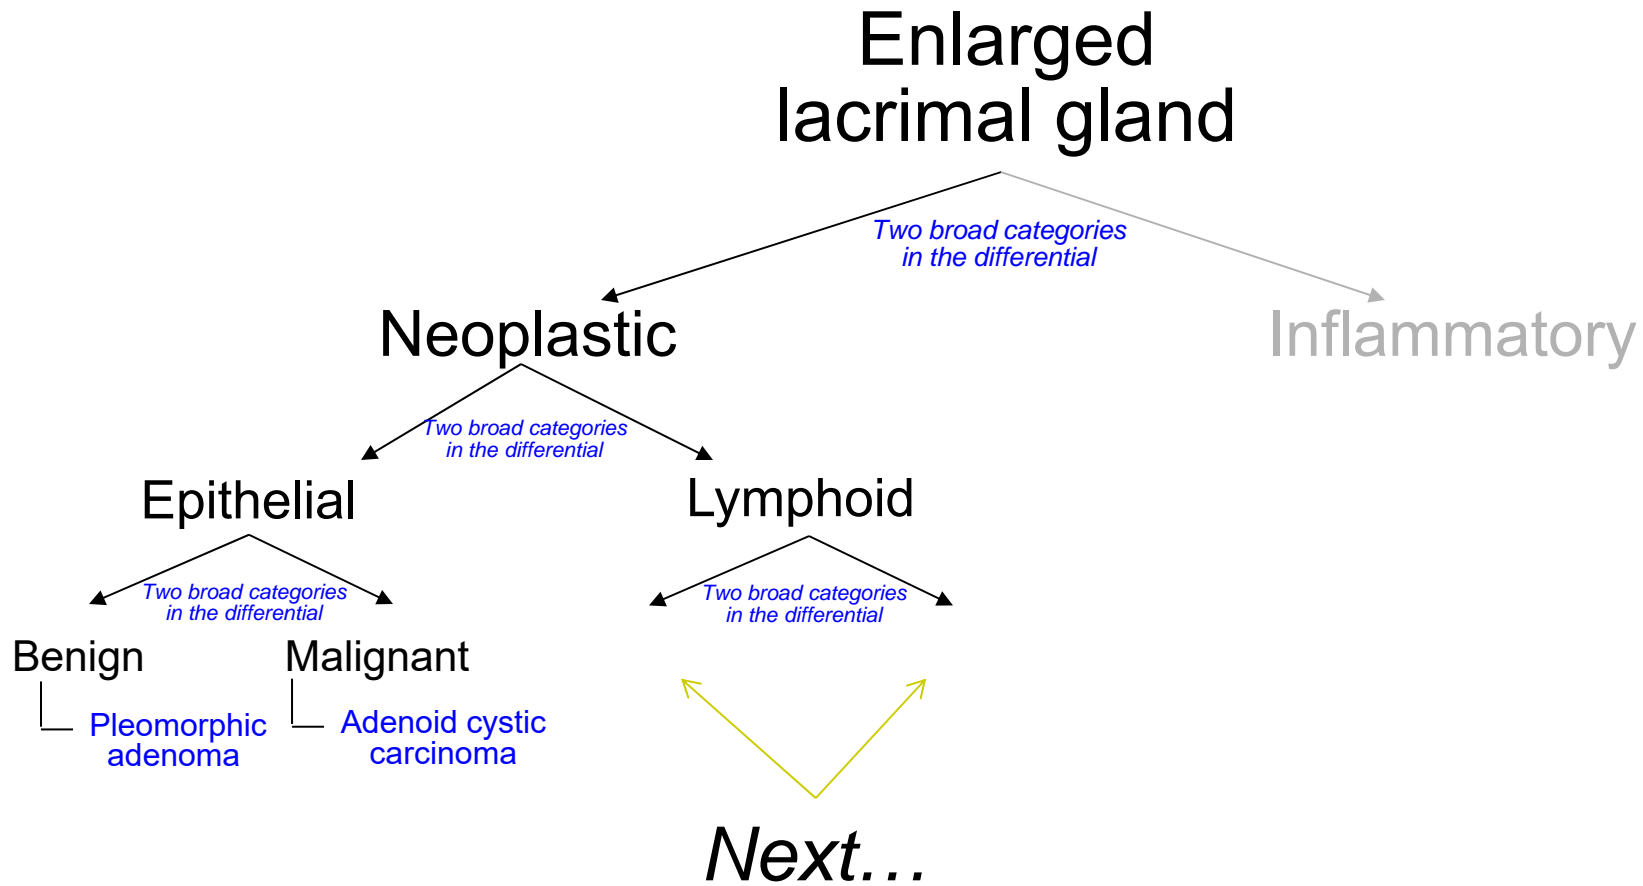 Enlarged
lacrimal gland
Two broad categories
in the differential
Neoplastic
Inflammatory
Two broad categories
in the differential
Epithelial
Lymphoid
Two broad categories
in the differential
Two broad categories
in the differential
Benign
Malignant
Pleomorphic
adenoma
Adenoid cystic
carcinoma
Next…